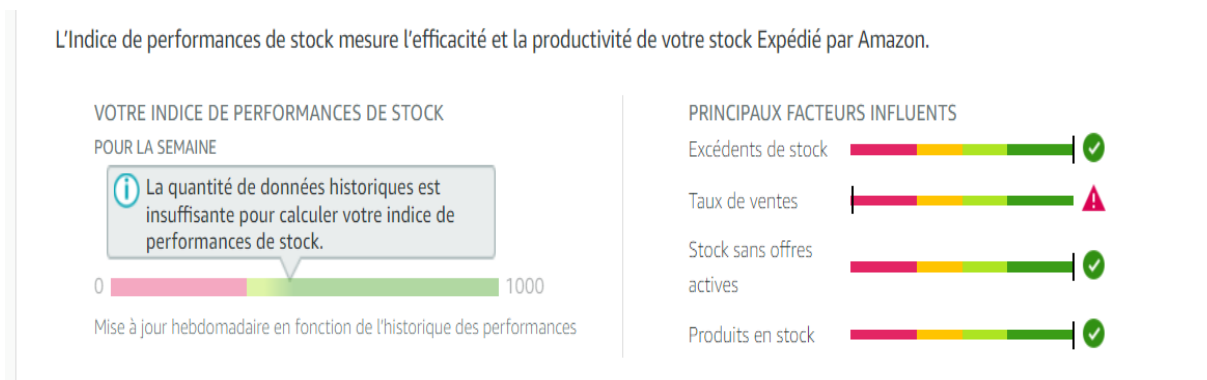 L'Indice de performances de stock mesure l'efficacité et la productivité de votre stock Expédié par Amazon.
VOTRE INDICE DE PERFORMANCES DE STOCK
POUR LA SEMAINE
La quantité de données historiques est
insuffisante pour calculer votre indice de
performances de stock.
0
1000
Mise à jour hebdomadaire en fonction de l'historique des performances
PRINCIPAUX FACTEURS INFLUENTS
Excédents de stock
Taux de ventes
Stock sans offres
actives
Produits en stock